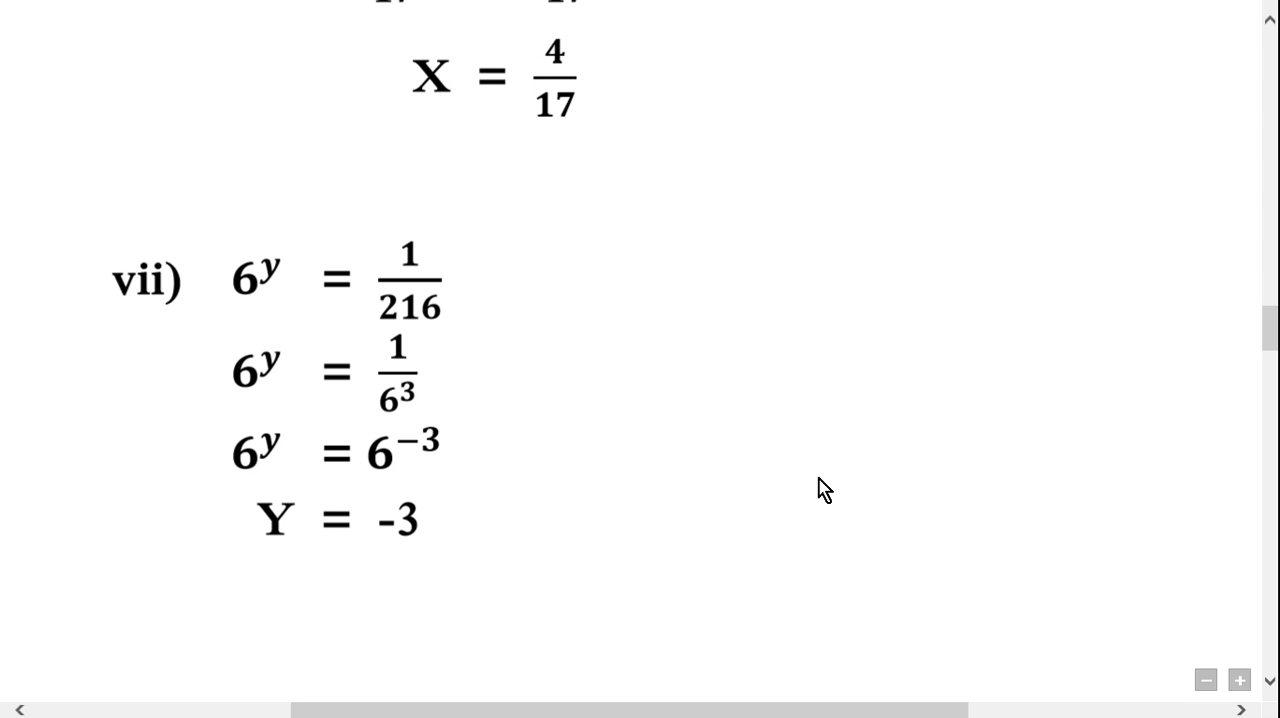 X = 4/17
vii) 6^y = 1/216
6^y = 1/6^3
6^y = 6^−3
Y = -3